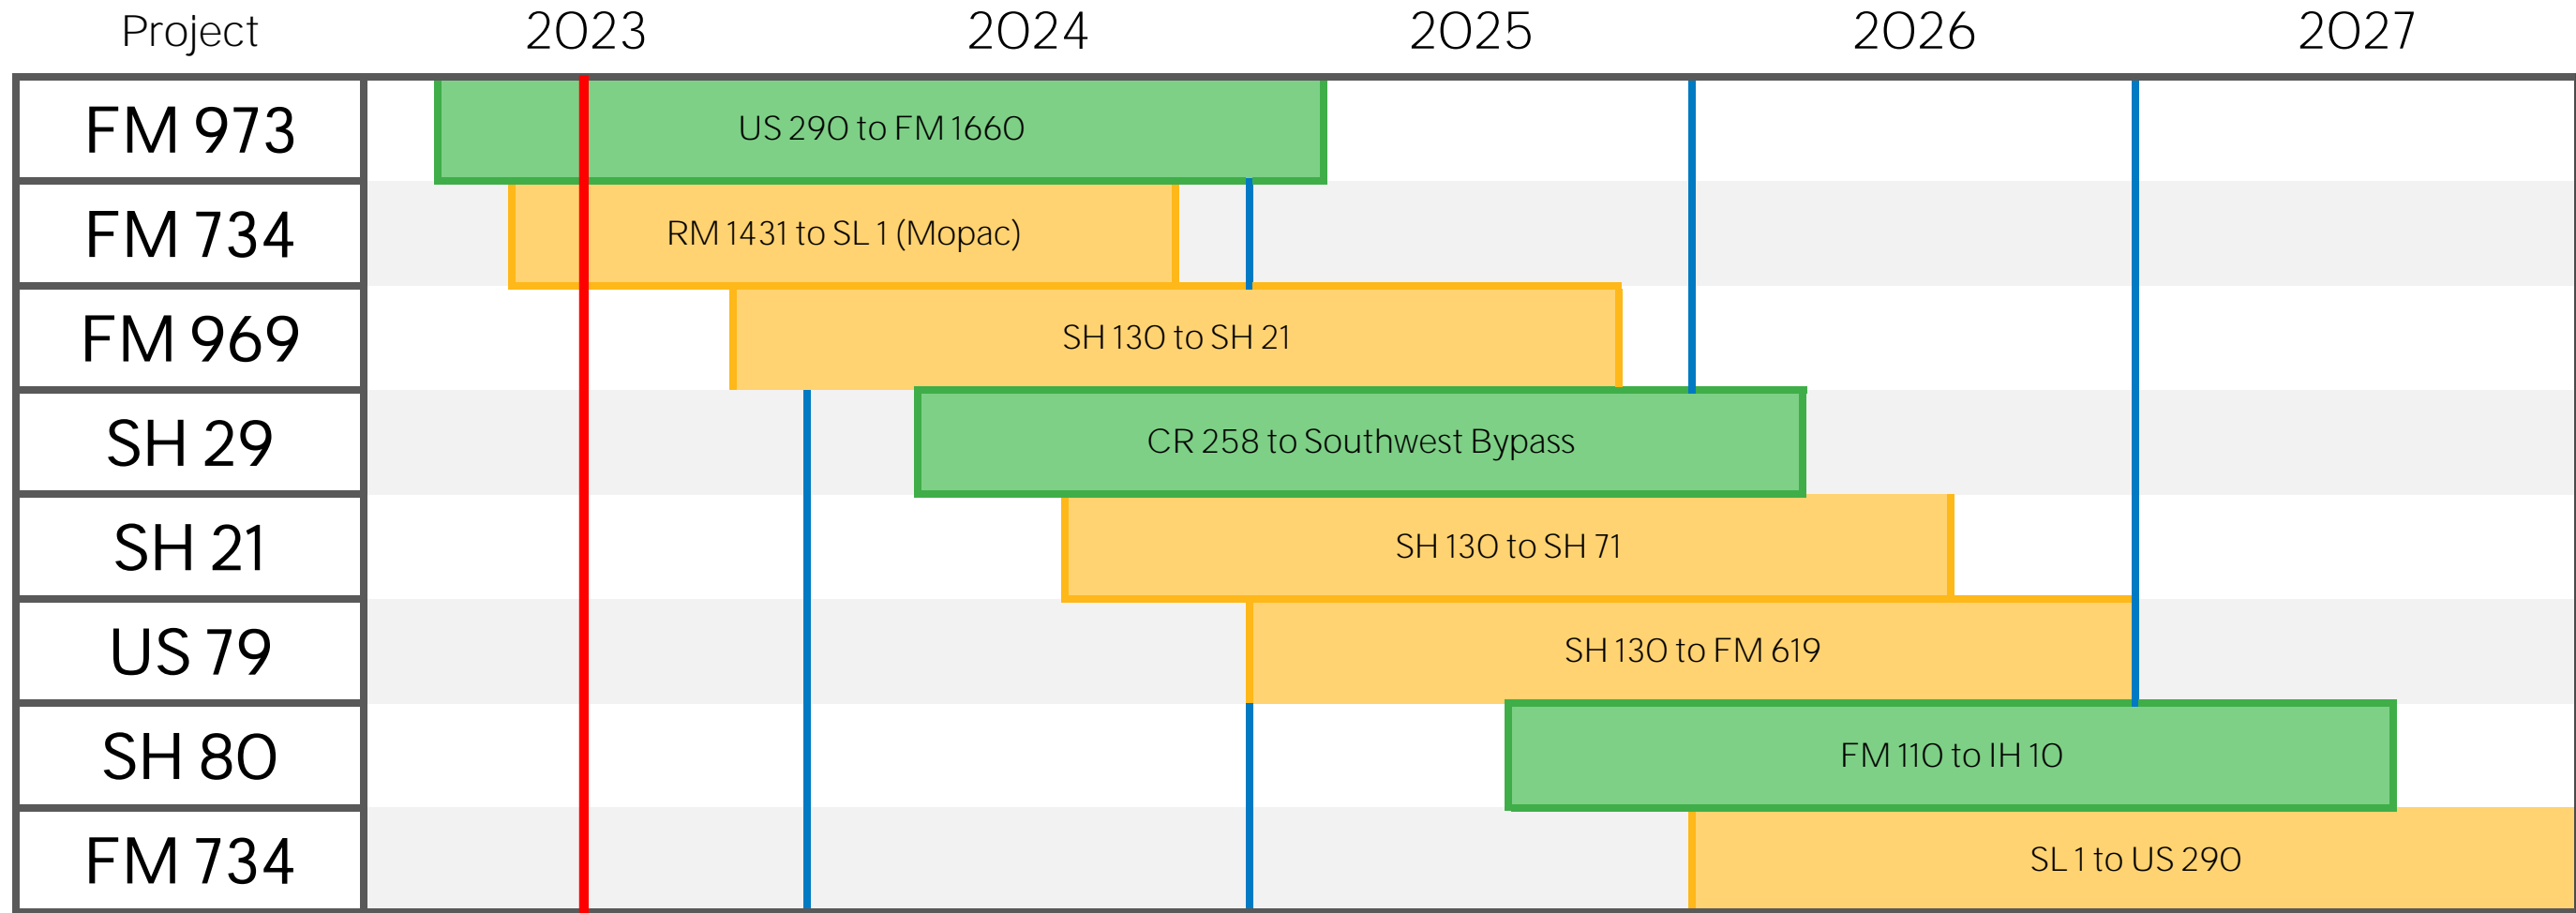 Project 2023 2024 2025 2026 2027
FM 973 US 290 to FM 1660
FM 734 RM 1431 to SL 1 (Mopac)
FM 969 SH 130 to SH 21
SH 29 CR 258 to Southwest Bypass
SH 21 SH 130 to SH 71
US 79 SH 130 to FM 619
SH 80 FM 110 to IH 10
FM 734 SL 1 to US 290